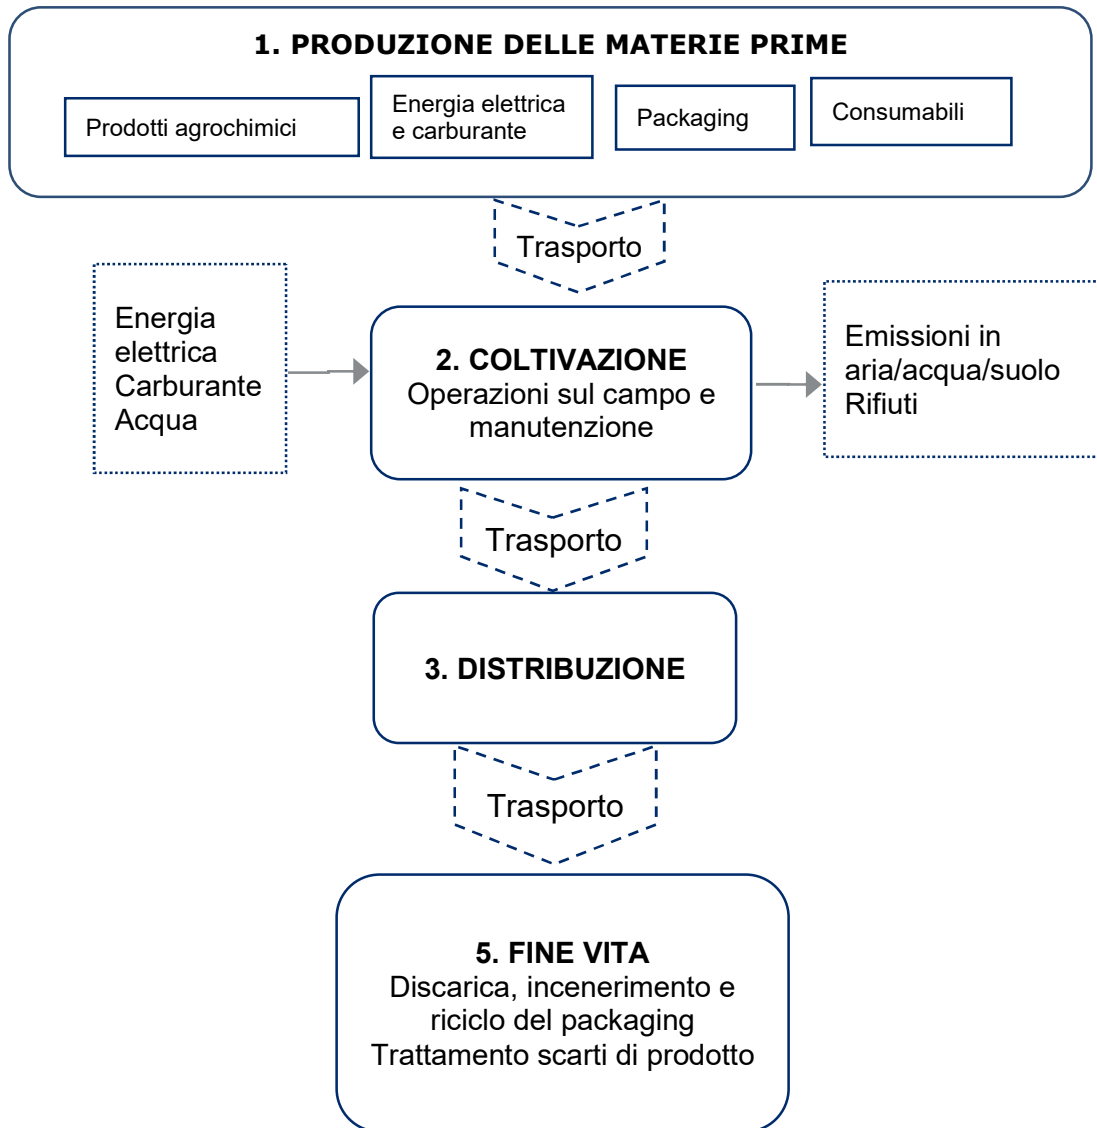 1. PRODUZIONE DELLE MATERIE PRIME
Prodotti agrochimici
Energia elettrica
e carburante
Packaging
Consumabili
Trasporto
Energia
elettrica
Carburante
Acqua
2. COLTIVAZIONE
Operazioni sul campo e
manutenzione
Emissioni in
aria/acqua/suolo
Rifiuti
Trasporto
3. DISTRIBUZIONE
Trasporto
5. FINE VITA
Discarica, incenerimento e
riciclo del packaging
Trattamento scarti di prodotto